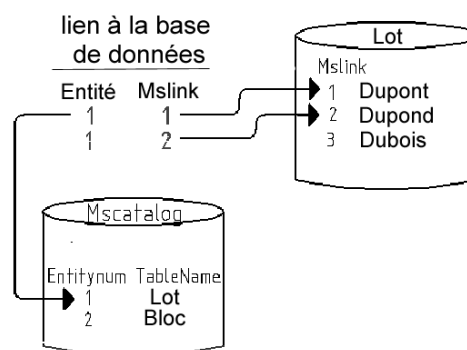 lien à la base
de données
Entité Mslink
1 1
1 2
Lot
Mslink
1 Dupont
2 Dupond
3 Dubois
Mscatalog
Entitynum TableName
1 Lot
2 Bloc